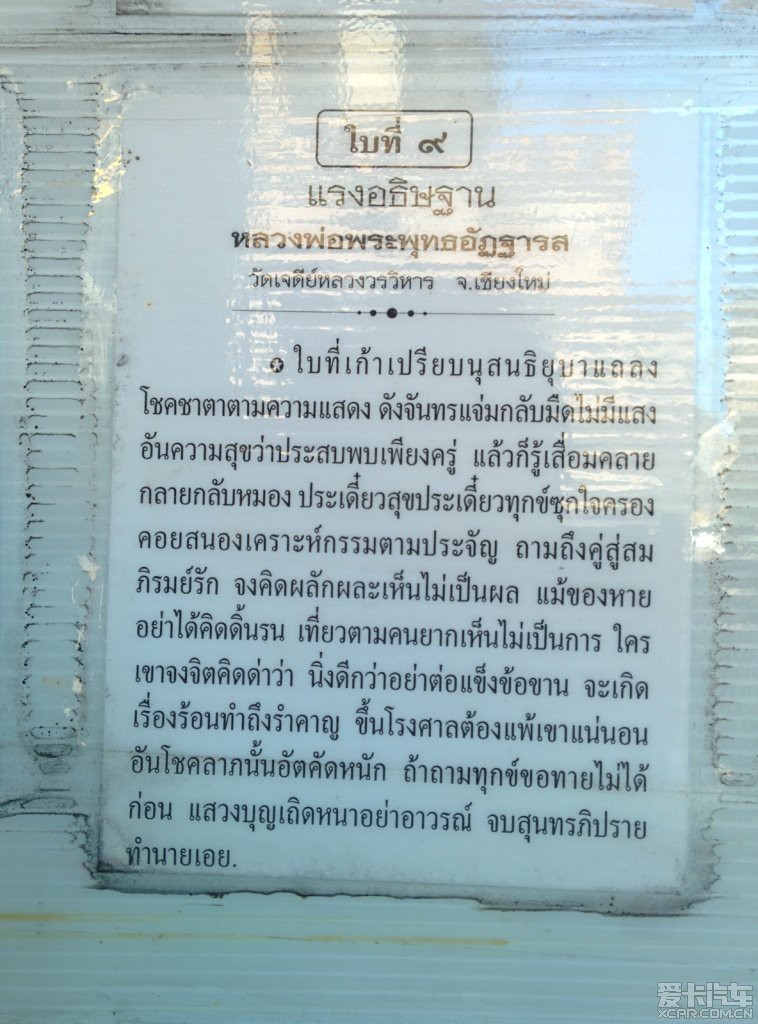 ใบที่ ๙
แรงอธิษฐาน
หลวงพ่อพระพุทธอัฏฐารส
วัดเจดีย์หลวงวรวิหาร จ.เชียงใหม่
ใบที่เก้าเปรียบนุสนธิยุบาแถลง
โชคชาตาตามความแสดง ดังจันทรแจ่มกลับมืดไม่มีแสง
อันความสุขว่าประสบพบเพียงครู่ แล้วก็รู้เสื่อมคลาย
กลายกลับหมอง ประเดี๋ยวสุขประเดี๋ยวทุกข์ซุกใจครอง
คอยสนองเคราะห์กรรมตามประจัญ ถามถึงคู่สู่สม
ภิรมย์รัก จงคิดผลักผละเห็นไม่เป็นผล แม้ของหาย
อย่าได้คิดดิ้นรน เที่ยวตามคนยากเห็นไม่เป็นการ ใคร
เขาจงจิตคิดด่าว่า นิ่งดีกว่าอย่าต่อแข็งข้อขาน จะเกิด
เรื่องร้อนทำถึงรำคาญ ขึ้นโรงศาลต้องแพ้เขาแน่นอน
อันโชคลาภนั้นอัตคัดหนัก ถ้าถามทุกข์ขอทายไม่ได้
ก่อน แสวงบุญเถิดหนาอย่าอาวรณ์ จบสุนทรภิปราย
ทำนายเอย.
爱卡汽车
XCAR.COM.CN